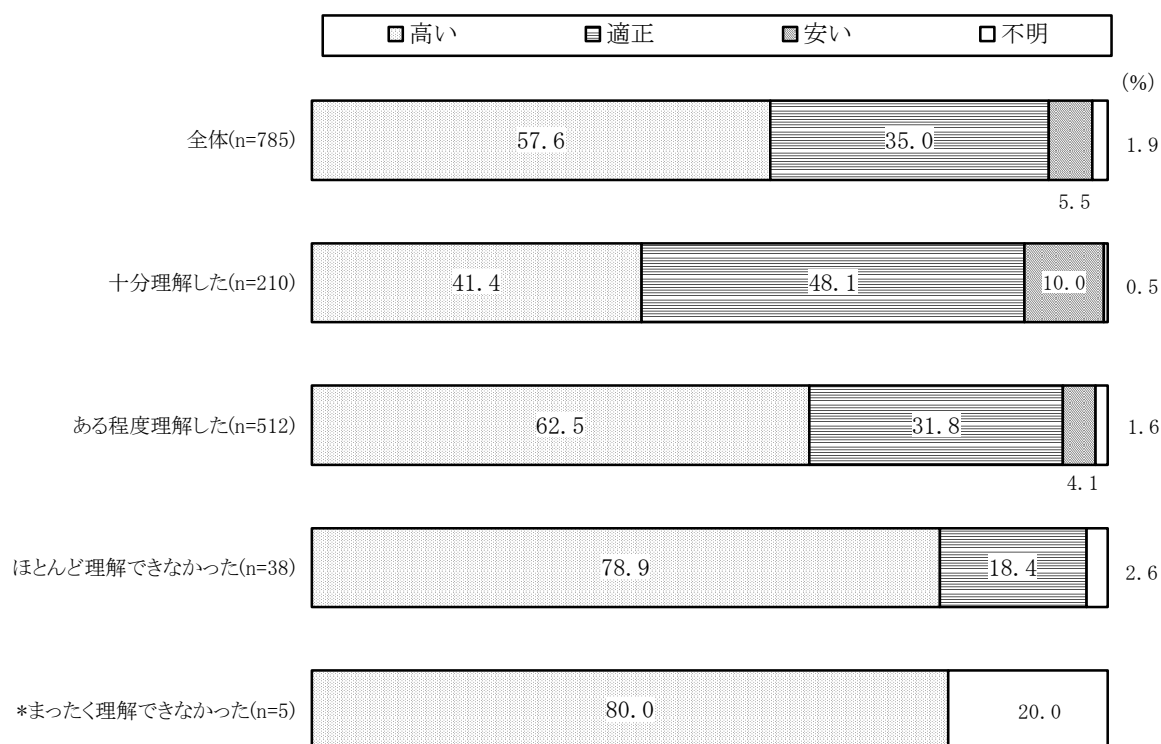 高い 適正 安い 不明
(%)
全体(n=785) 57.6 35.0 1.9
5.5
十分理解した(n=210) 41.4 48.1 10.0 0.5
ある程度理解した(n=512) 62.5 31.8 1.6
4.1
ほとんど理解できなかった(n=38) 78.9 18.4 2.6
*まったく理解できなかった(n=5) 80.0 20.0